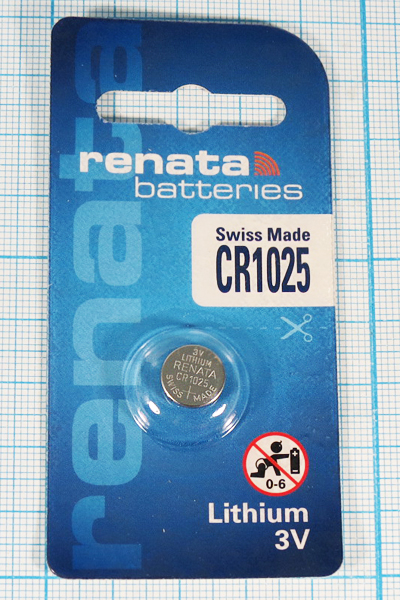 renata
batteries
renata
Swiss Made
CR1025
3V
LITHIUM
RENATA
CR1025
SWISS MADE
0-6
Lithium
3V